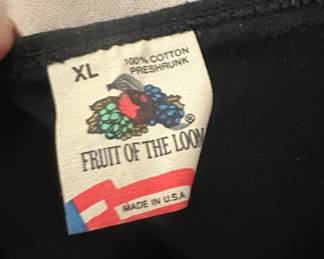 XL
100% COTTON
PRESHRUNK
®
FRUIT OF THE LOOM
MADE IN U.S.A.